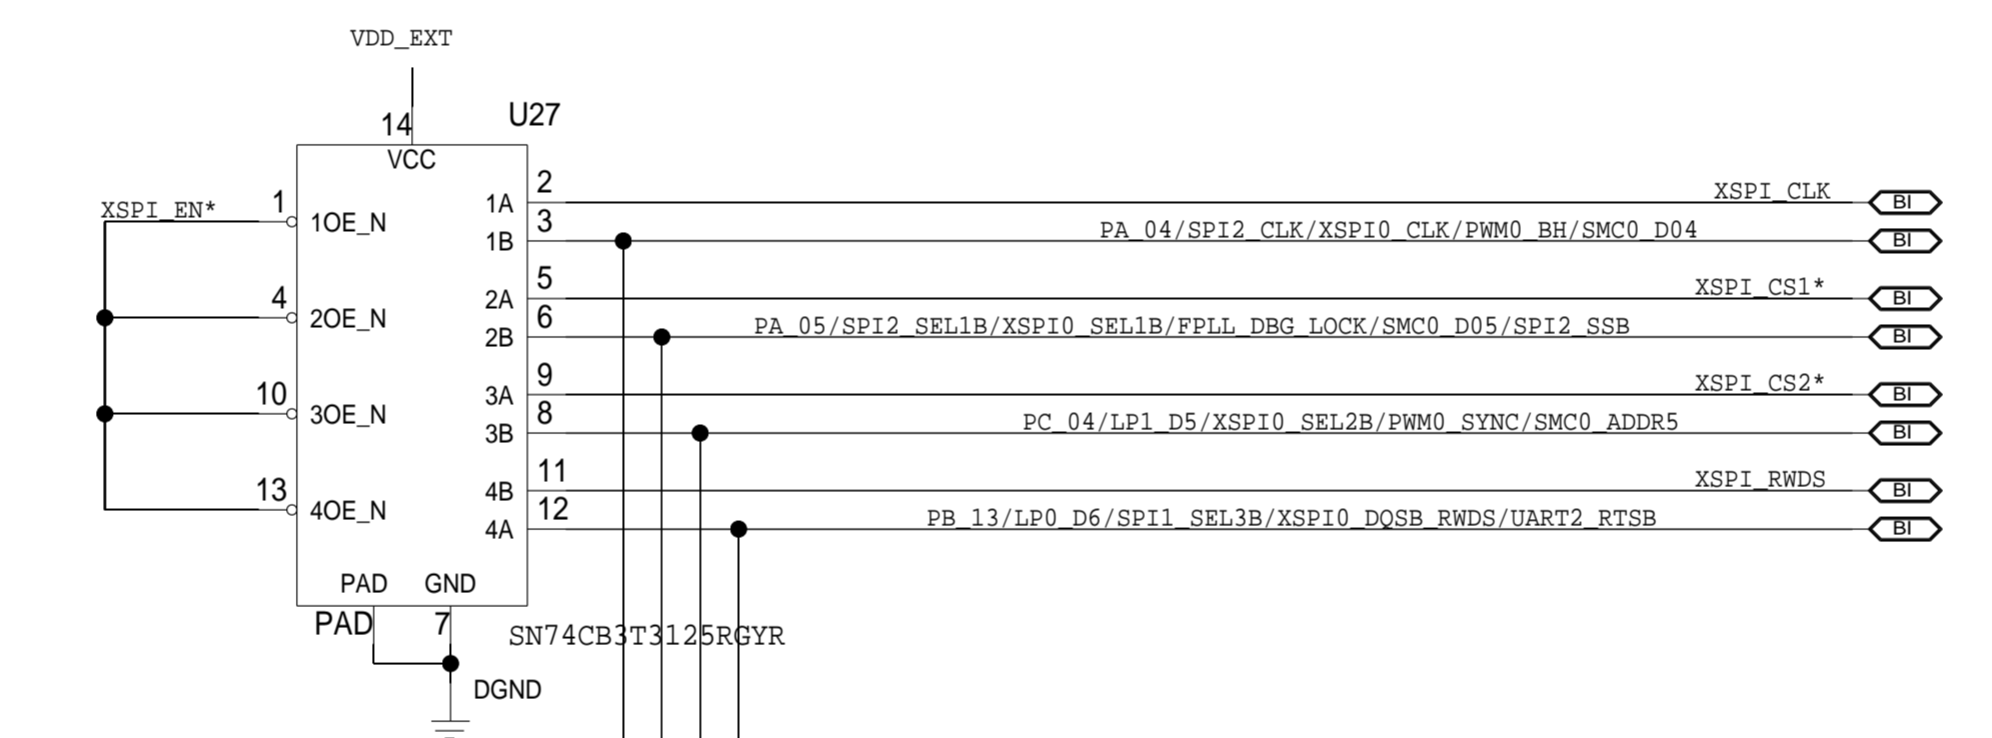 VDD_EXT
U27
14
VCC
2
XSPI_CLK
BI
XSPI_EN*
1
1OE_N
1A
3
PA_04/SPI2_CLK/XSPI0_CLK/PWM0_BH/SMC0_D04
1B
BI
5
XSPI_CS1*
4
2OE_N
2A
BI
6
PA_05/SPI2_SEL1B/XSPI0_SEL1B/FPLL_DBG_LOCK/SMC0_D05/SPI2_SSB
2B
BI
9
XSPI_CS2*
10
3OE_N
3A
BI
8
PC_04/LP1_D5/XSPI0_SEL2B/PWM0_SYNC/SMC0_ADDR5
3B
BI
11
XSPI_RWDS
13
4OE_N
4B
BI
12
PB_13/LP0_D6/SPI1_SEL3B/XSPI0_DQSB_RWDS/UART2_RTSB
4A
BI
PAD GND
PAD 7
SN74CB3T3125RGYR
DGND